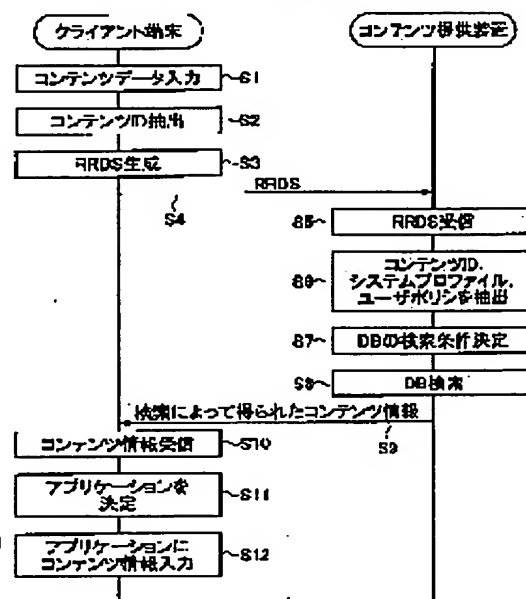 クライアント端末
コンテンツ提供装置
コンテンツデータ入力
S1
コンテンツID抽出
S2
RRDS生成
S3
RRDS
S4
S5
RRDS受信
S6
コンテンツID、
システムプロファイル、
ユーザポリシを抽出
S7
DBの検索条件決定
S8
DB検索
検索によって得られたコンテンツ情報
S9
コンテンツ情報受信
S10
アプリケーションを
決定
S11
アプリケーションに
コンテンツ情報入力
S12